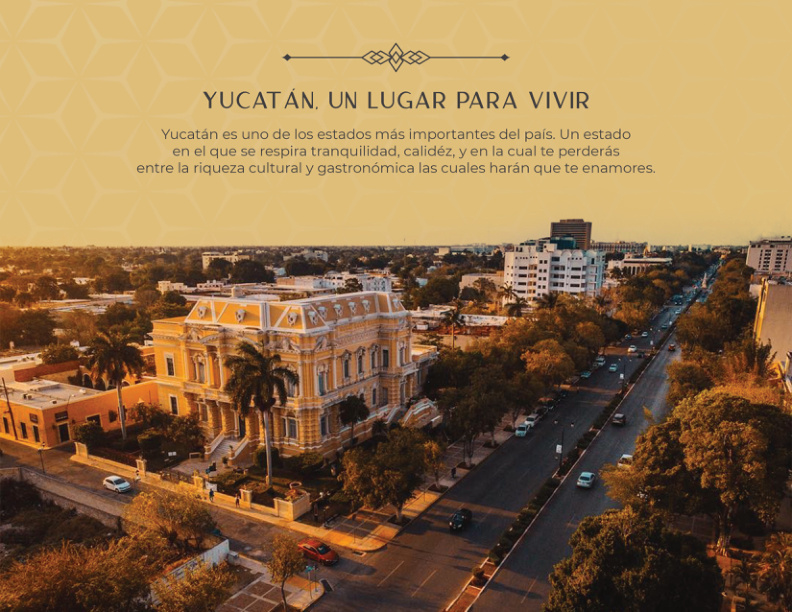 YUCATÁN, UN LUGAR PARA VIVIR
Yucatán es uno de los estados más importantes del país. Un estado
en el que se respira tranquilidad, calidéz, y en la cual te perderás
entre la riqueza cultural y gastronómica las cuales harán que te enamores.